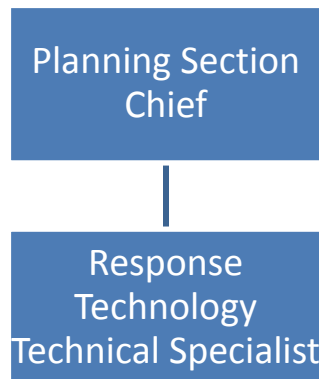 Planning Section
Chief
Response
Technology
Technical Specialist